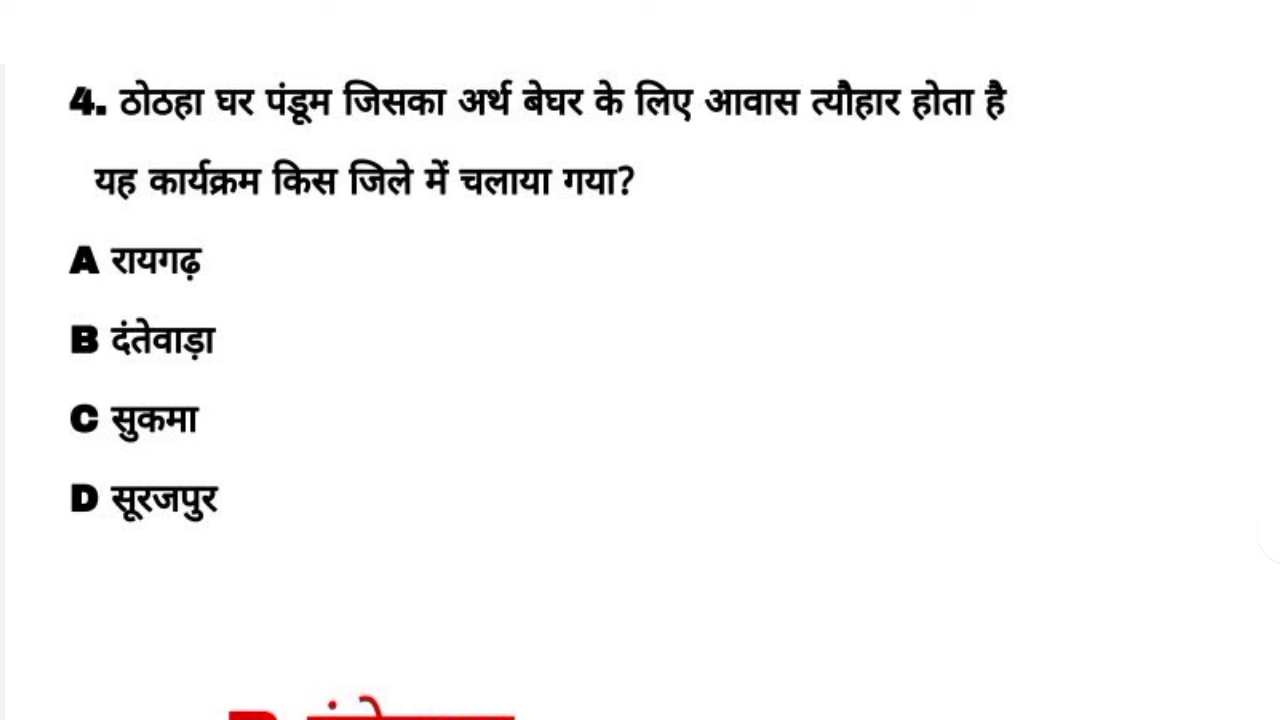 4. ठोठहा घर पंडूम जिसका अर्थ बेघर के लिए आवास त्यौहार होता है
यह कार्यक्रम किस जिले में चलाया गया?
A रायगढ़
B दंतेवाड़ा
C सुकमा
D सूरजपुर